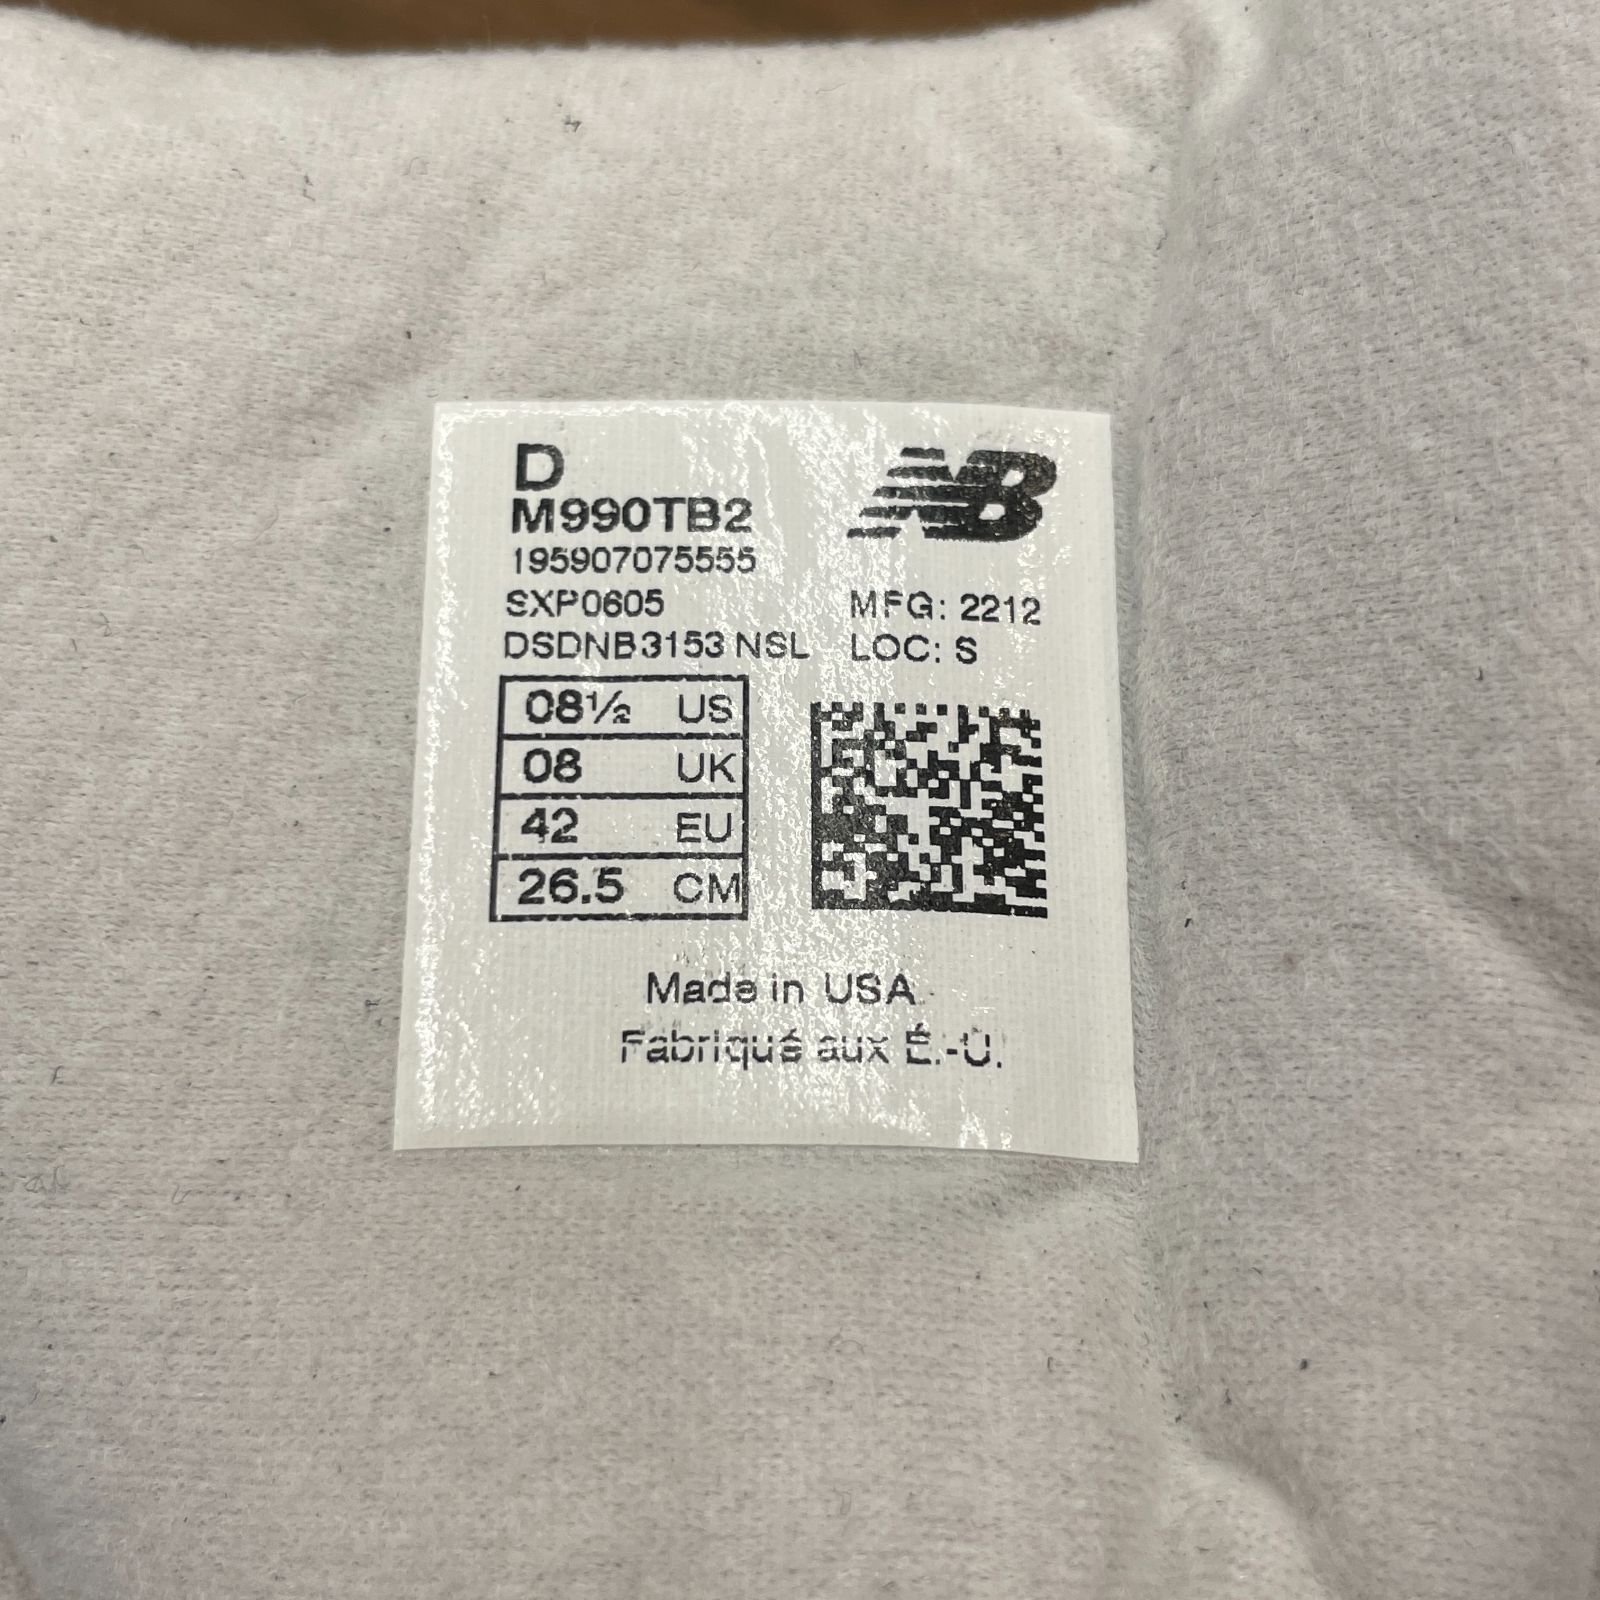 D
M990TB2
195907075555
SXP0605
DSDNB3153 NSL
NB
MFG: 2212
LOC: S
08½ US
08 UK
42 EU
26.5 CM
Made in USA
Fabriqué aux É.-U.